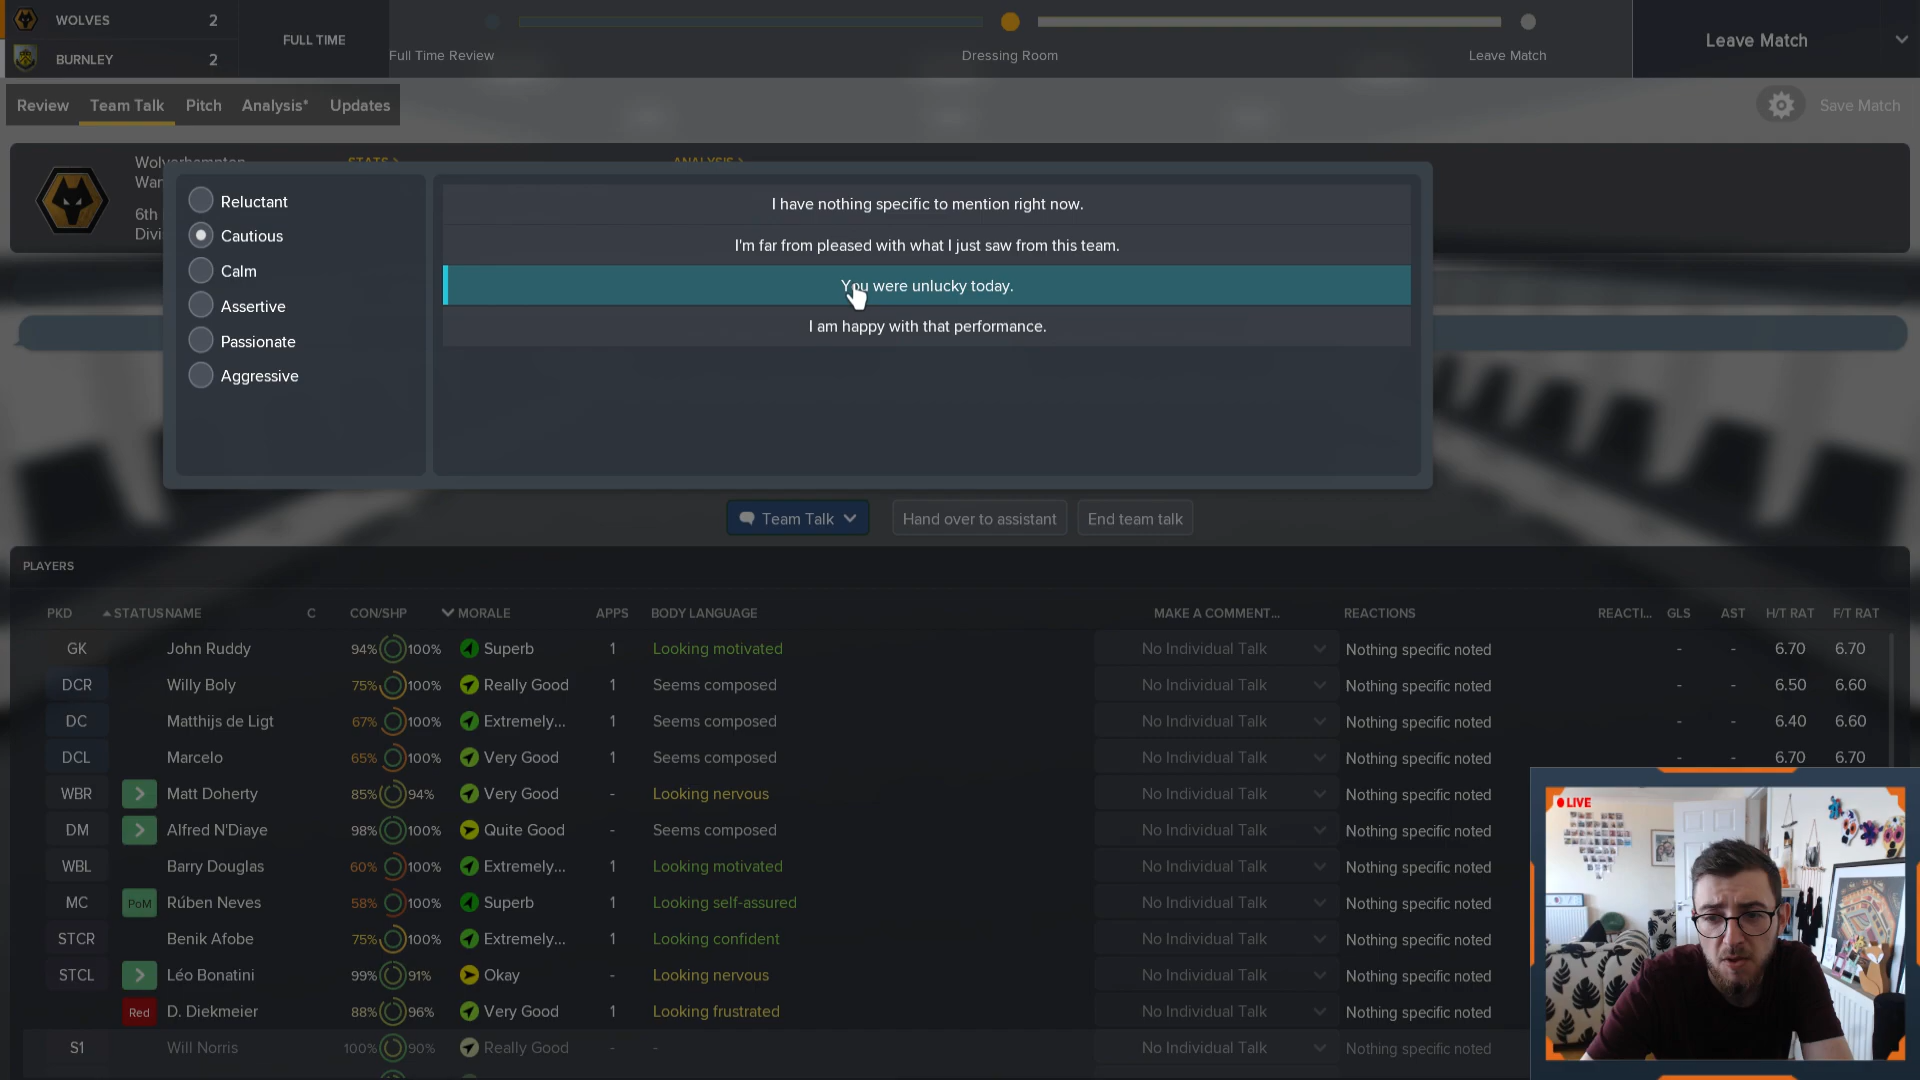 WOLVES 2
BURNLEY 2
FULL TIME
Full Time Review
Dressing Room
Leave Match
Leave Match
Review
Team Talk
Pitch
Analysis*
Updates
Save Match
Wolverhampton
STATS >
ANALYSIS >
6th
Reluctant
Cautious
Calm
Assertive
Passionate
Aggressive
I have nothing specific to mention right now.
I'm far from pleased with what I just saw from this team.
You were unlucky today.
I am happy with that performance.
Team Talk
Hand over to assistant
End team talk
PLAYERS
PKD STATUS NAME C CON/SHP MORALE APPS BODY LANGUAGE MAKE A COMMENT... REACTIONS REACTI... GLS AST H/T RAT F/T RAT
GK John Ruddy 94% 100% Superb 1 Looking motivated No Individual Talk Nothing specific noted - - 6.70 6.70
DCR Willy Boly 75% 100% Really Good 1 Seems composed No Individual Talk Nothing specific noted - - 6.50 6.60
DC Matthijs de Ligt 67% 100% Extremely... 1 Seems composed No Individual Talk Nothing specific noted - - 6.40 6.60
DCL Marcelo 65% 100% Very Good 1 Seems composed No Individual Talk Nothing specific noted - - 6.70 6.70
WBR Matt Doherty 85% 94% Very Good - Looking nervous No Individual Talk Nothing specific noted
DM Alfred N'Diaye 98% 100% Quite Good - Seems composed No Individual Talk Nothing specific noted
WBL Barry Douglas 60% 100% Extremely... 1 Looking motivated No Individual Talk Nothing specific noted
MC PoM Rúben Neves 58% 100% Superb 1 Looking self-assured No Individual Talk Nothing specific noted
STCR Benik Afobe 75% 100% Extremely... 1 Looking confident No Individual Talk Nothing specific noted
STCL Léo Bonatini 99% 91% Okay - Looking nervous No Individual Talk Nothing specific noted
Red D. Diekmeier 88% 96% Very Good 1 Looking frustrated No Individual Talk Nothing specific noted
S1 Will Norris 100% 90% Really Good - - No Individual Talk Nothing specific noted
LIVE